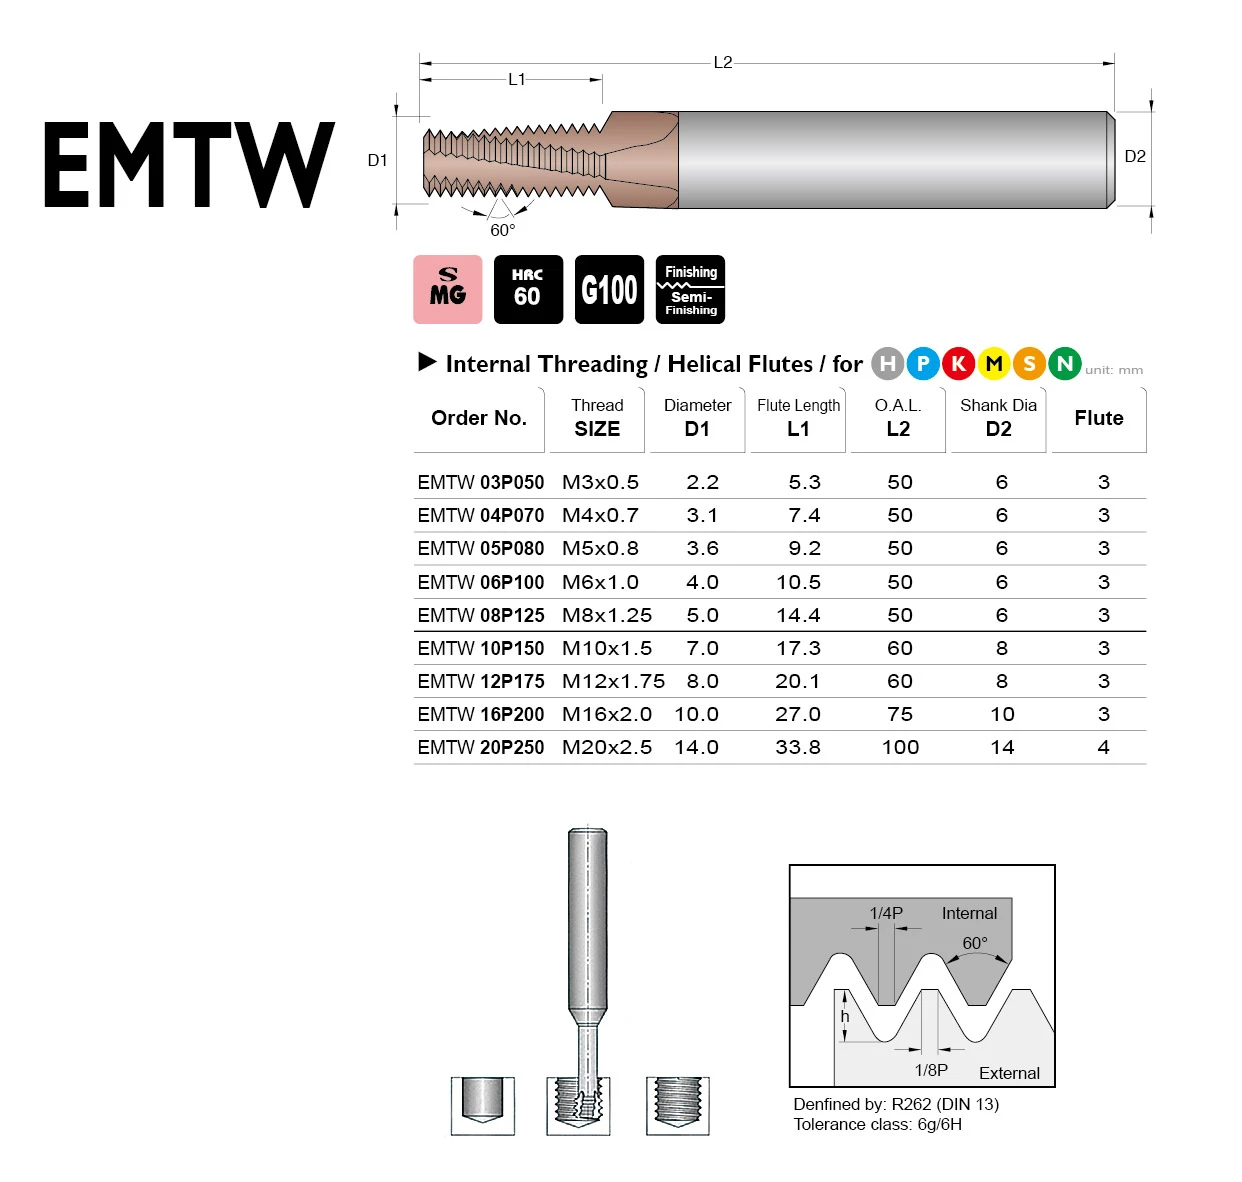 L2
L1
EMTW
D1
D2
60°
S
MG
HRC
60
G100
Finishing
Semi-
Finishing
Internal Threading / Helical Flutes / for H P K M S N unit: mm
Order No. Thread SIZE Diameter D1 Flute Length L1 O.A.L. L2 Shank Dia D2 Flute
EMTW 03P050 M3x0.5 2.2 5.3 50 6 3
EMTW 04P070 M4x0.7 3.1 7.4 50 6 3
EMTW 05P080 M5x0.8 3.6 9.2 50 6 3
EMTW 06P100 M6x1.0 4.0 10.5 50 6 3
EMTW 08P125 M8x1.25 5.0 14.4 50 6 3
EMTW 10P150 M10x1.5 7.0 17.3 60 8 3
EMTW 12P175 M12x1.75 8.0 20.1 60 8 3
EMTW 16P200 M16x2.0 10.0 27.0 75 10 3
EMTW 20P250 M20x2.5 14.0 33.8 100 14 4
1/4P Internal
60°
h
1/8P External
Denfined by: R262 (DIN 13)
Tolerance class: 6g/6H